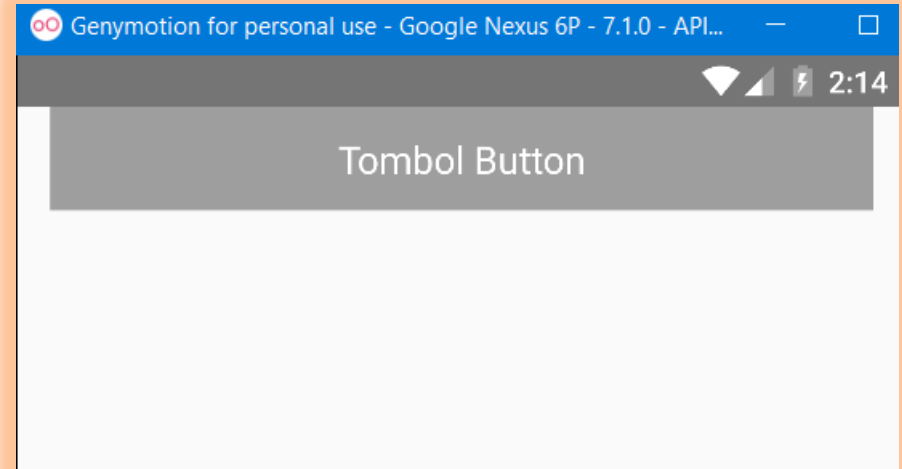 Genymotion for personal use - Google Nexus 6P - 7.1.0 - API...
2:14
Tombol Button